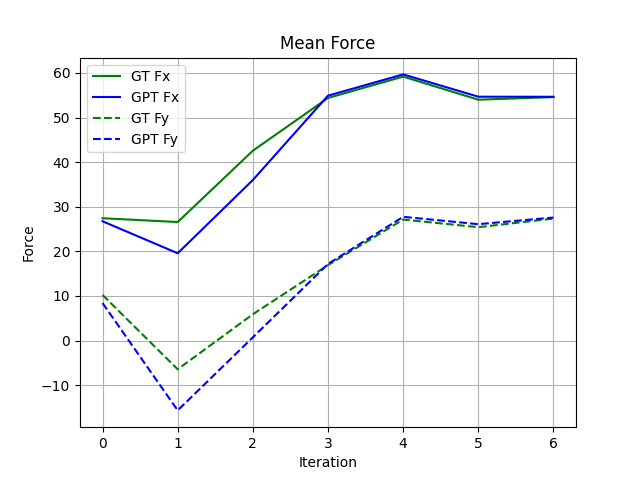 Mean Force
GT Fx
GPT Fx
GT Fy
GPT Fy
60
50
40
30
20
10
0
−10
Force
0 1 2 3 4 5 6
Iteration